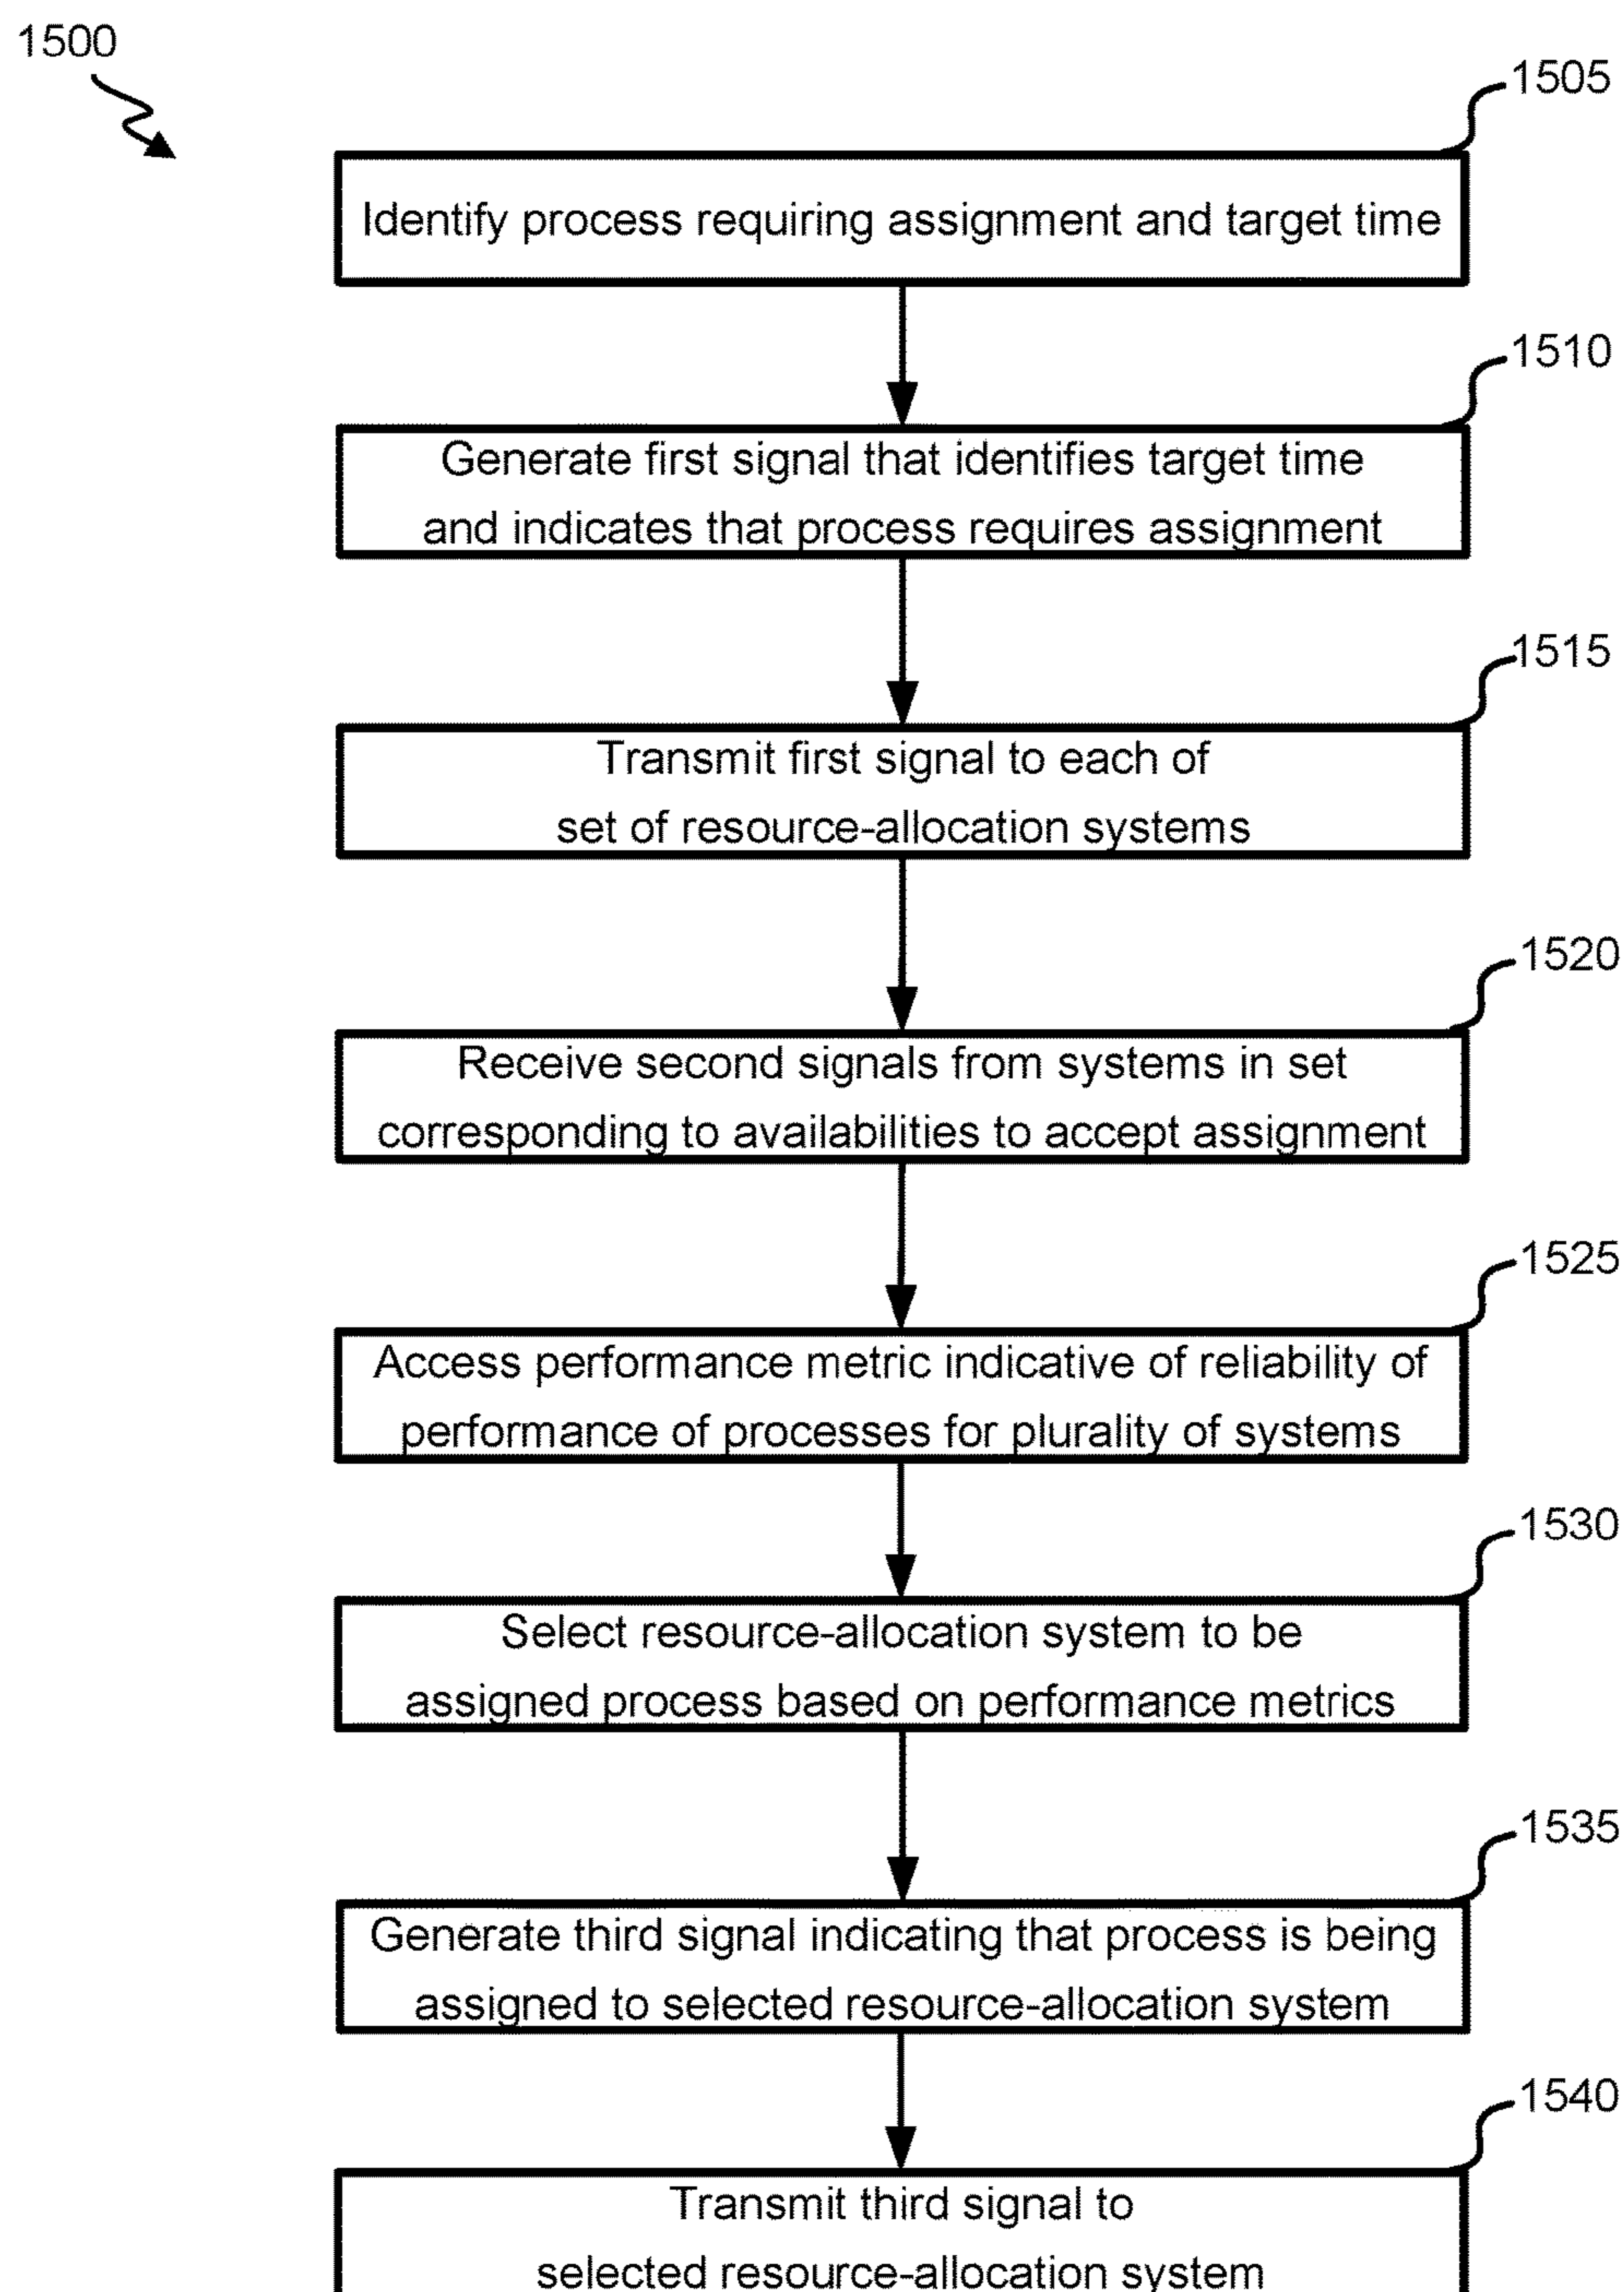 1500
1505
Identify process requiring assignment and target time
1510
Generate first signal that identifies target time
and indicates that process requires assignment
1515
Transmit first signal to each of
set of resource-allocation systems
1520
Receive second signals from systems in set
corresponding to availabilities to accept assignment
1525
Access performance metric indicative of reliability of
performance of processes for plurality of systems
1530
Select resource-allocation system to be
assigned process based on performance metrics
1535
Generate third signal indicating that process is being
assigned to selected resource-allocation system
1540
Transmit third signal to
selected resource-allocation system